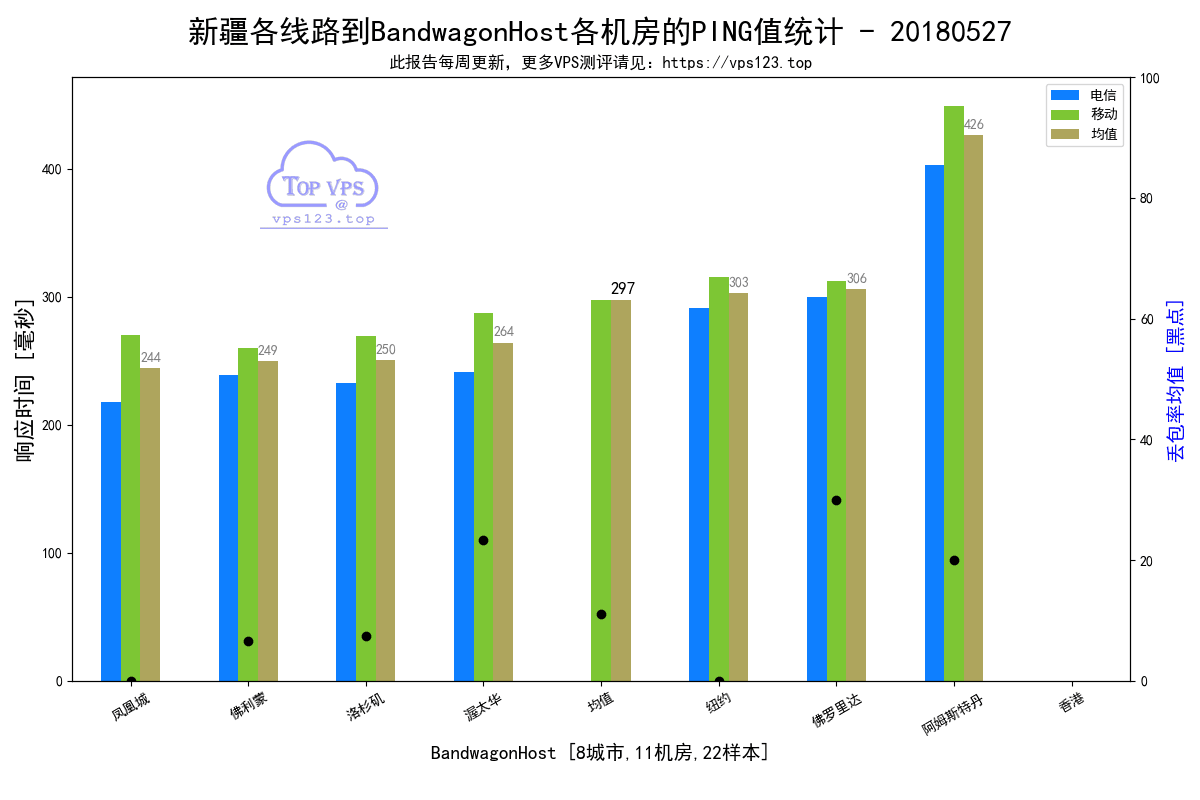 新疆各线路到BandwagonHost各机房的PING值统计 - 20180527
此报告每周更新，更多VPS测评请见：https://vps123.top
电信
移动
均值
TOP VPS
@
vps123.top
响应时间 [毫秒]
400
300
200
100
0
244
249
250
264
297
303
306
426
100
80
60
40
20
0
丢包率均值 [黑点]
凤凰城
佛利蒙
洛杉矶
渥太华
均值
纽约
佛罗里达
阿姆斯特丹
香港
BandwagonHost [8城市,11机房,22样本]